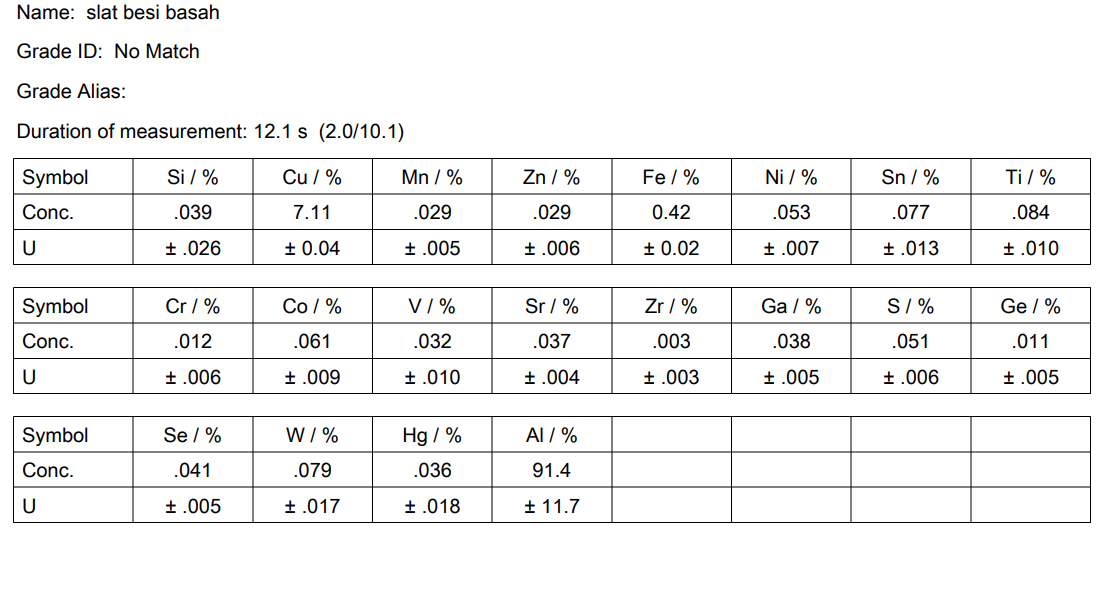 Name:  slat besi basah
Grade ID:  No Match
Grade Alias:
Duration of measurement: 12.1 s  (2.0/10.1)
Symbol Si / % Cu / % Mn / % Zn / % Fe / % Ni / % Sn / % Ti / %
Conc. .039 7.11 .029 .029 0.42 .053 .077 .084
U ± .026 ± 0.04 ± .005 ± .006 ± 0.02 ± .007 ± .013 ± .010
Symbol Cr / % Co / % V / % Sr / % Zr / % Ga / % S / % Ge / %
Conc. .012 .061 .032 .037 .003 .038 .051 .011
U ± .006 ± .009 ± .010 ± .004 ± .003 ± .005 ± .006 ± .005
Symbol Se / % W / % Hg / % Al / %
Conc. .041 .079 .036 91.4
U ± .005 ± .017 ± .018 ± 11.7